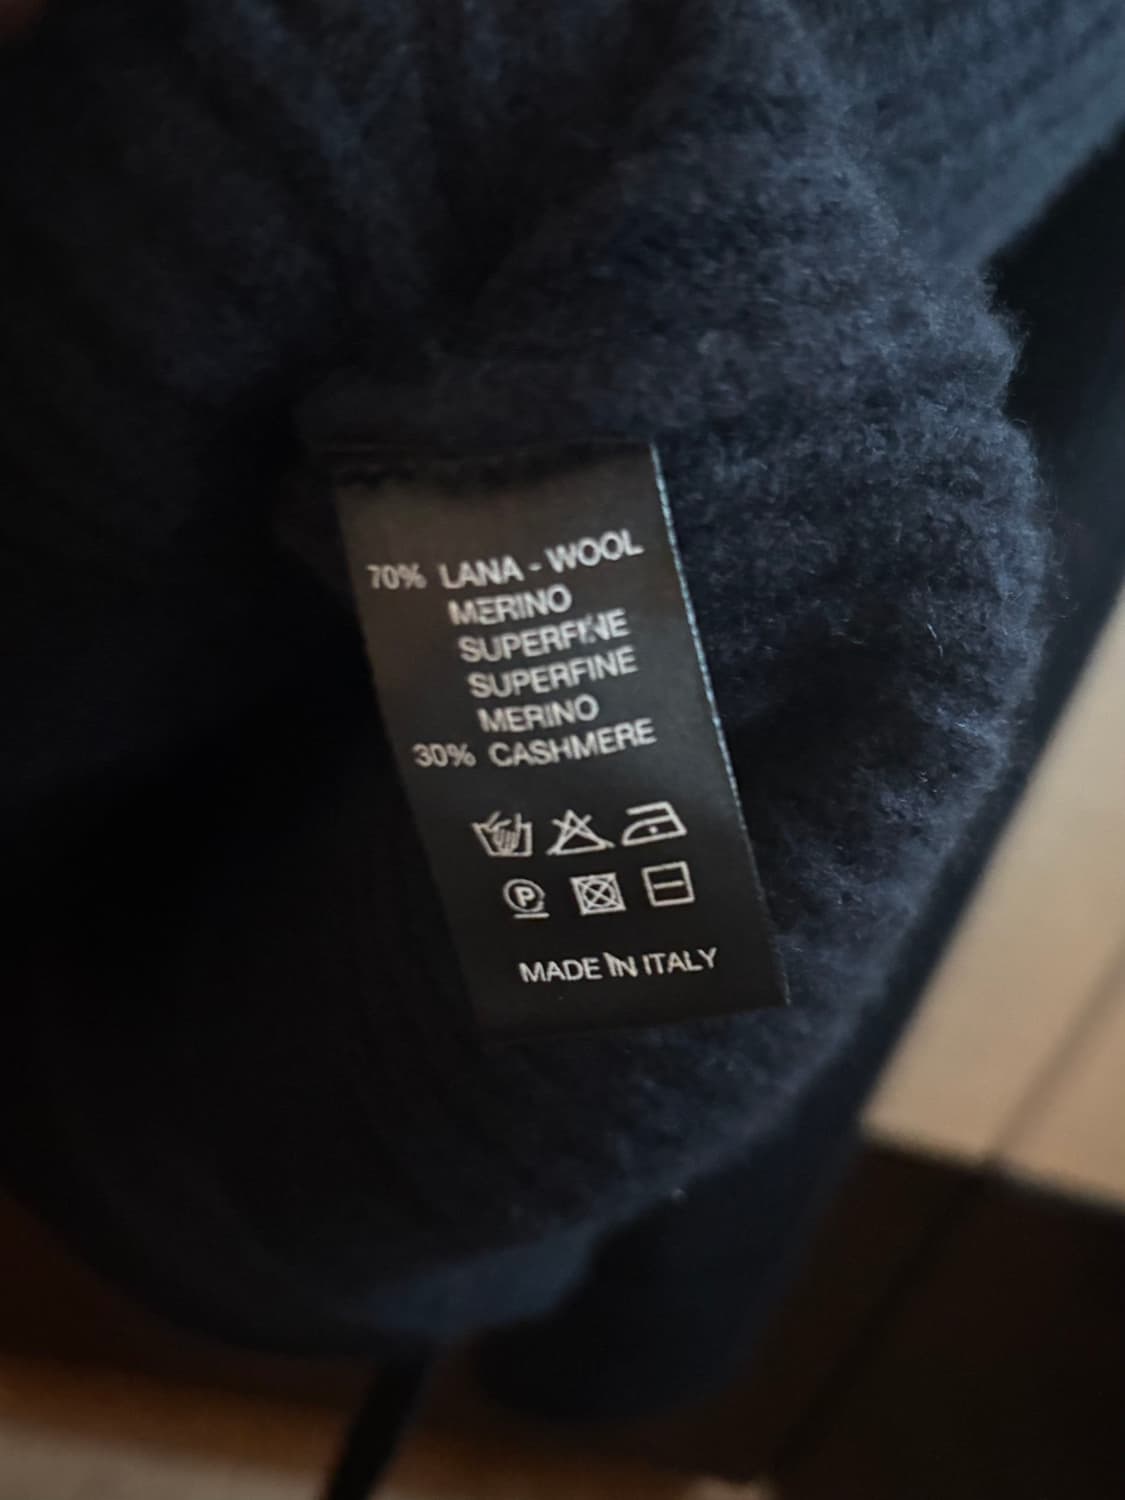 70% LANA - WOOL
MERINO
SUPERFINE
SUPERFINE
MERINO
30% CASHMERE
P
MADE IN ITALY